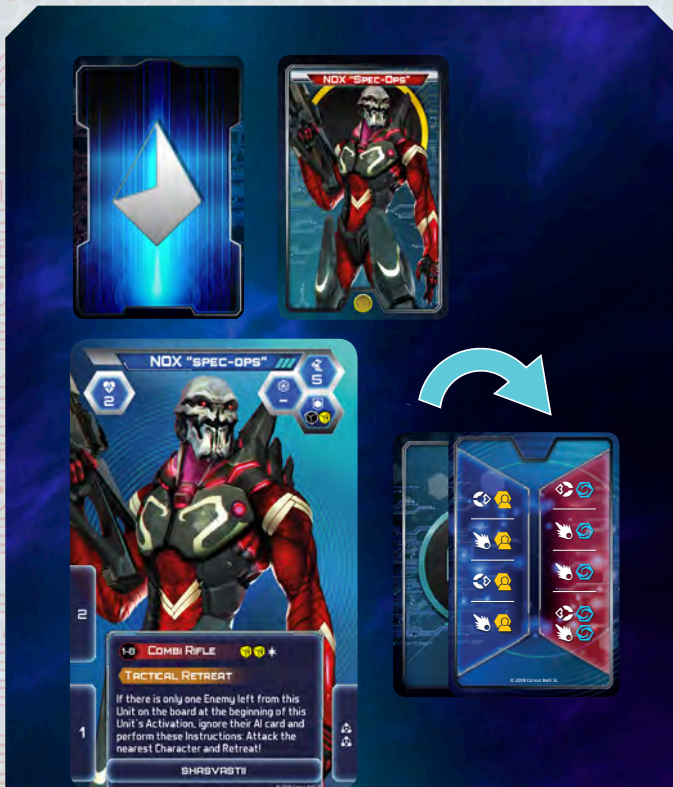 NOX "SPEC-OPS"
NOX "SPEC-OPS"
2
5
–
2
1
1-8 COMBI RIFLE
TACTICAL RETREAT
If there is only one Enemy left from this
Unit on the board at the beginning of this
Unit's Activation, ignore their AI card and
perform these Instructions: Attack the
nearest Character and Retreat!
SHASVASTII
© 2019 Corvus Belli SL